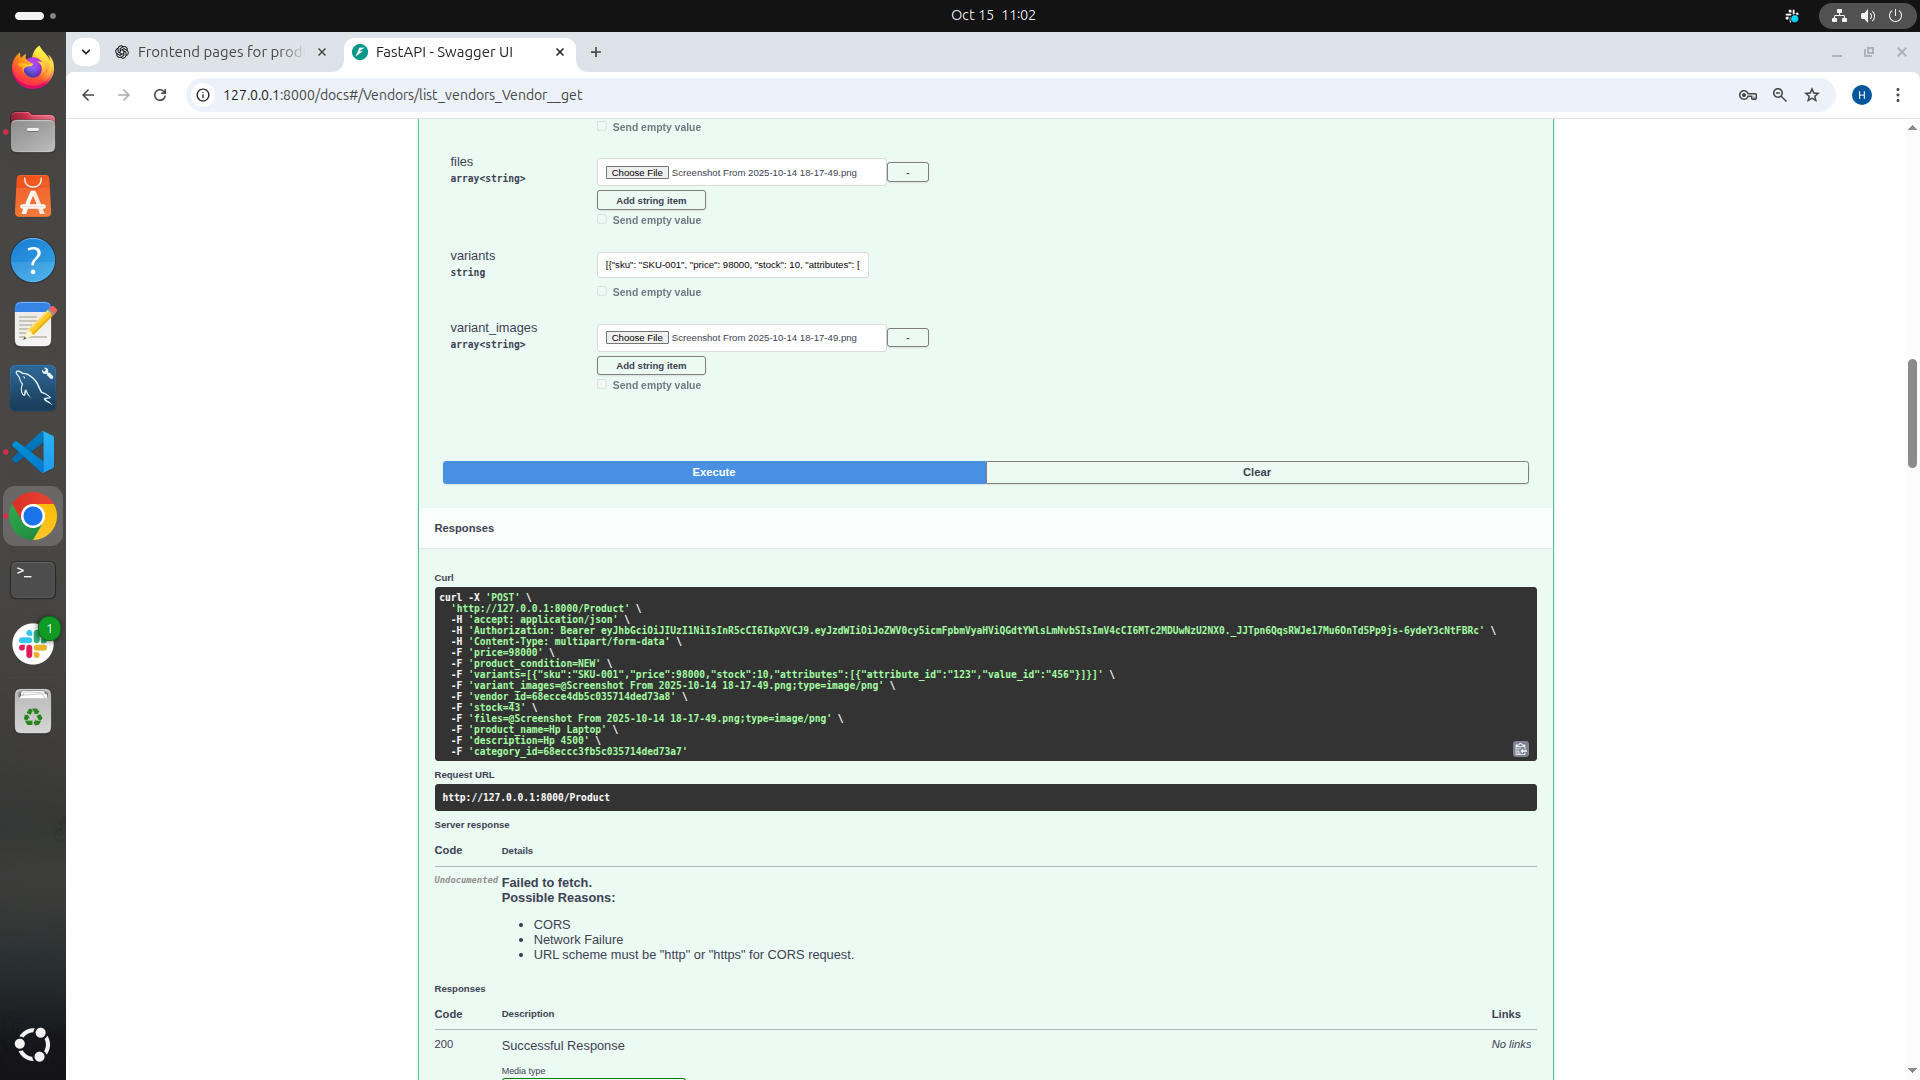 Oct 15 11:02
Frontend pages for prod
FastAPI - Swagger UI
127.0.0.1:8000/docs#/Vendors/list_vendors_Vendor__get
H
Send empty value
files
array<string>
Choose File Screenshot From 2025-10-14 18-17-49.png
-
Add string item
Send empty value
variants
string
[{"sku": "SKU-001", "price": 98000, "stock": 10, "attributes": [
Send empty value
variant_images
array<string>
Choose File Screenshot From 2025-10-14 18-17-49.png
-
Add string item
Send empty value
Execute
Clear
Responses
Curl
curl -X 'POST' \
'http://127.0.0.1:8000/Product' \
-H 'accept: application/json' \
-H 'Authorization: Bearer eyJhbGciOiJIUzI1NiIsInR5cCI6IkpXVCJ9.eyJzdWIiOiJoZWV0cy5icmFpbmVyaHViQGdtYWlsLmNvbSIsImV4cCI6MTc2MDUwNzU2NX0._JJTpn6QqsRWJe17Mu6OnTd5Pp9js-6ydeY3cNtFBRc' \
-H 'Content-Type: multipart/form-data' \
-F 'price=98000' \
-F 'product_condition=NEW' \
-F 'variants=[{"sku":"SKU-001","price":98000,"stock":10,"attributes":[{"attribute_id":"123","value_id":"456"}]}]' \
-F 'variant_images=@Screenshot From 2025-10-14 18-17-49.png;type=image/png' \
-F 'vendor_id=68ecce4db5c035714ded73a8' \
-F 'stock=43' \
-F 'files=@Screenshot From 2025-10-14 18-17-49.png;type=image/png' \
-F 'product_name=Hp Laptop' \
-F 'description=Hp 4500' \
-F 'category_id=68eccc3fb5c035714ded73a7'
Request URL
http://127.0.0.1:8000/Product
Server response
Code Details
Undocumented Failed to fetch.
Possible Reasons:
CORS
Network Failure
URL scheme must be "http" or "https" for CORS request.
Responses
Code Description Links
200 Successful Response No links
Media type
1